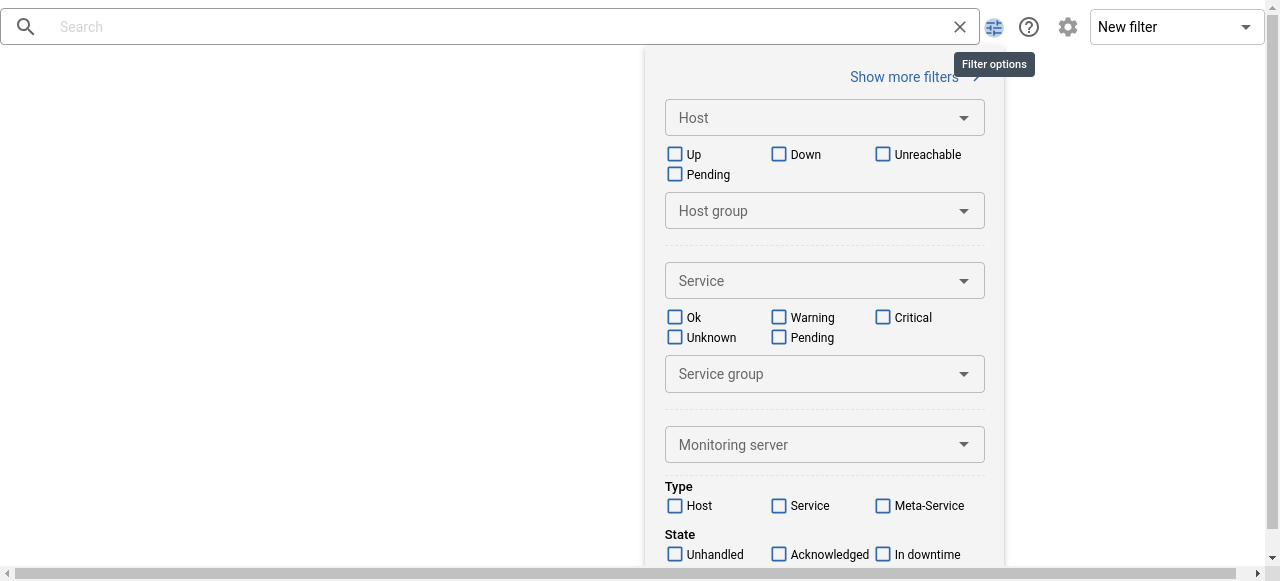 Search
New filter
Filter options
Show more filters
Host
Up Down Unreachable
Pending
Host group
Service
Ok Warning Critical
Unknown Pending
Service group
Monitoring server
Type
Host Service Meta-Service
State
Unhandled Acknowledged In downtime